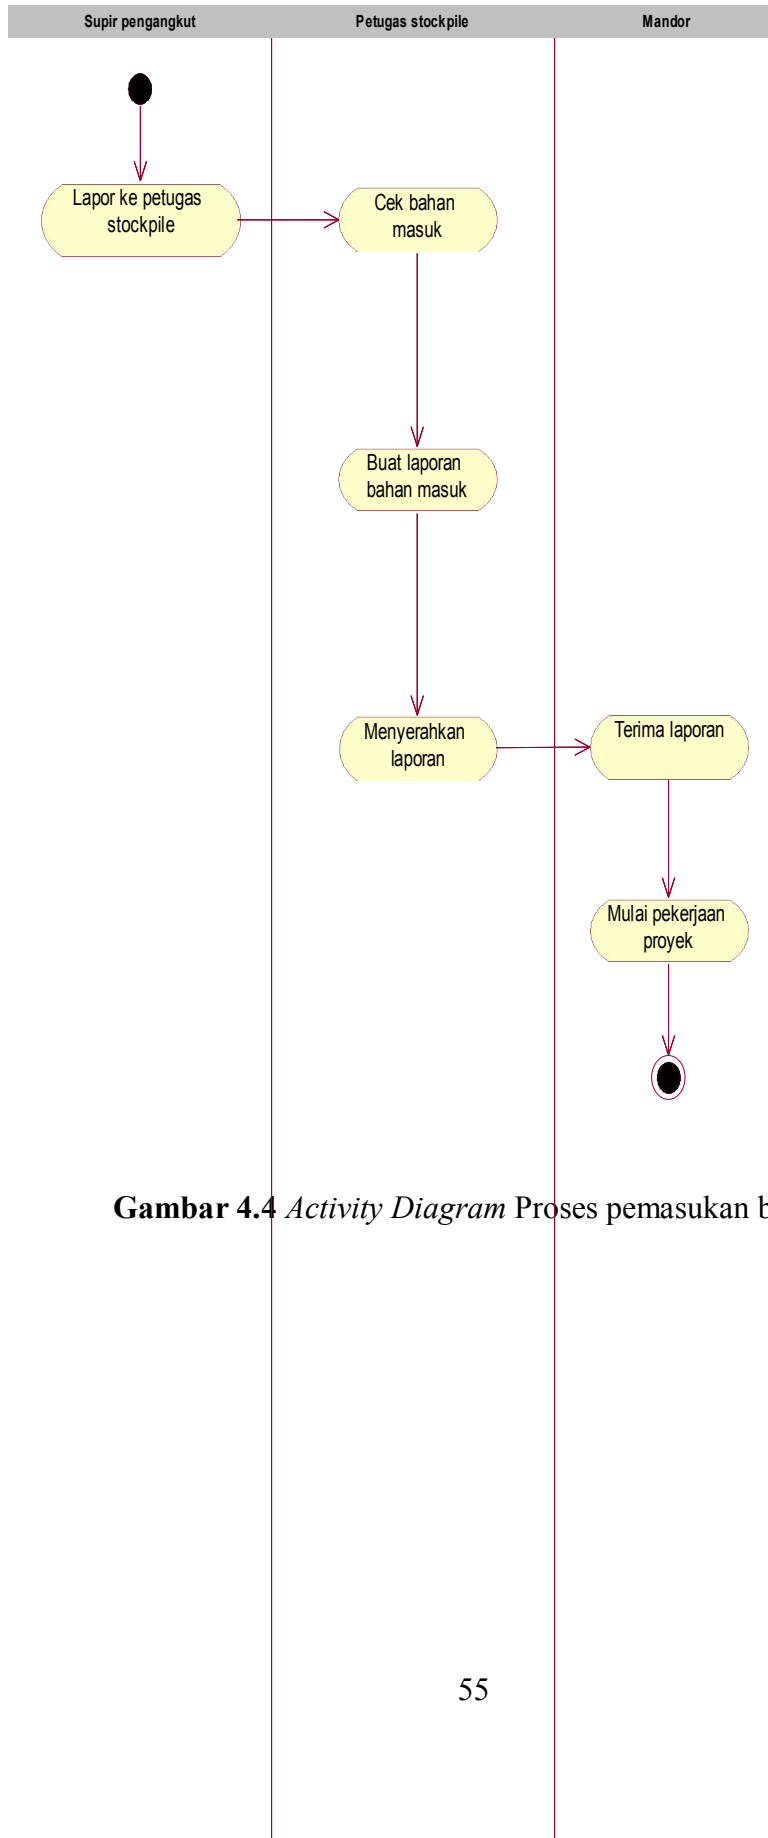 Supir pengangkut
Petugas stockpile
Mandor
Lapor ke petugas
stockpile
Cek bahan
masuk
Buat laporan
bahan masuk
Menyerahkan
laporan
Terima laporan
Mulai pekerjaan
proyek
Gambar 4.4 Activity Diagram Proses pemasukan
55